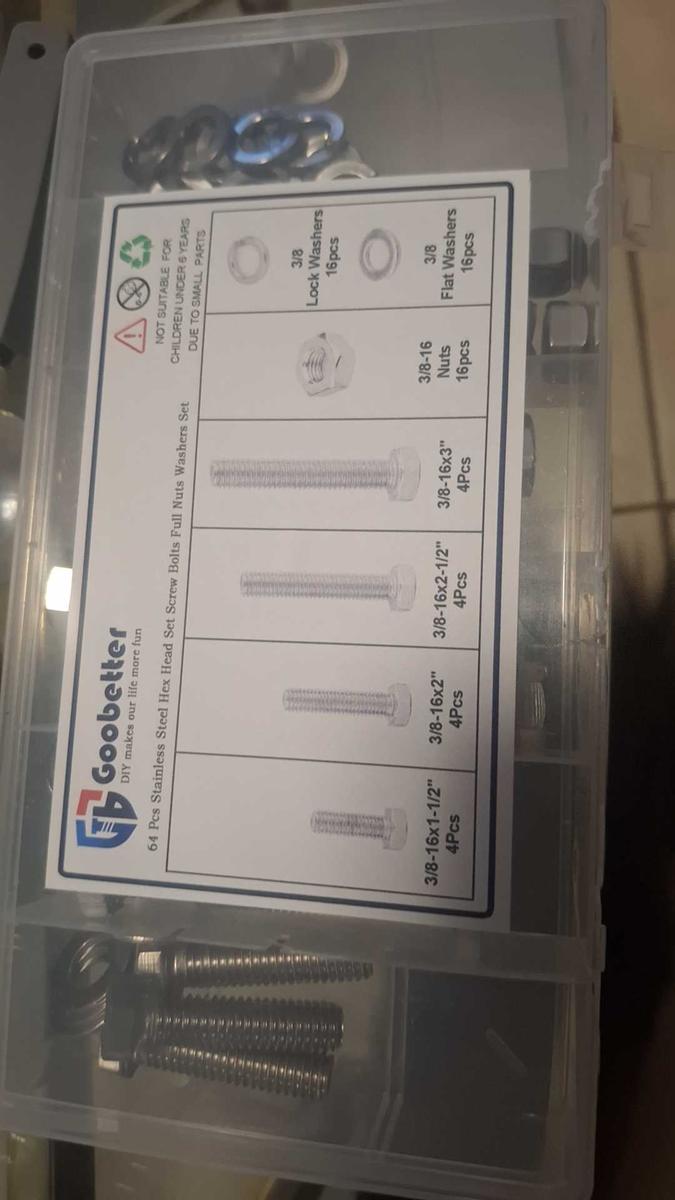 Goobetter
DIY makes our life more fun
64 Pcs Stainless Steel Hex Head Set Screw Bolts Full Nuts Washers Set
NOT SUITABLE FOR
CHILDREN UNDER 6 YEARS
DUE TO SMALL PARTS
3/8-16x1-1/2"
4Pcs
3/8-16x2"
4Pcs
3/8-16x2-1/2"
4Pcs
3/8-16x3"
4Pcs
3/8-16
Nuts
16pcs
3/8
Lock Washers
16pcs
3/8
Flat Washers
16pcs